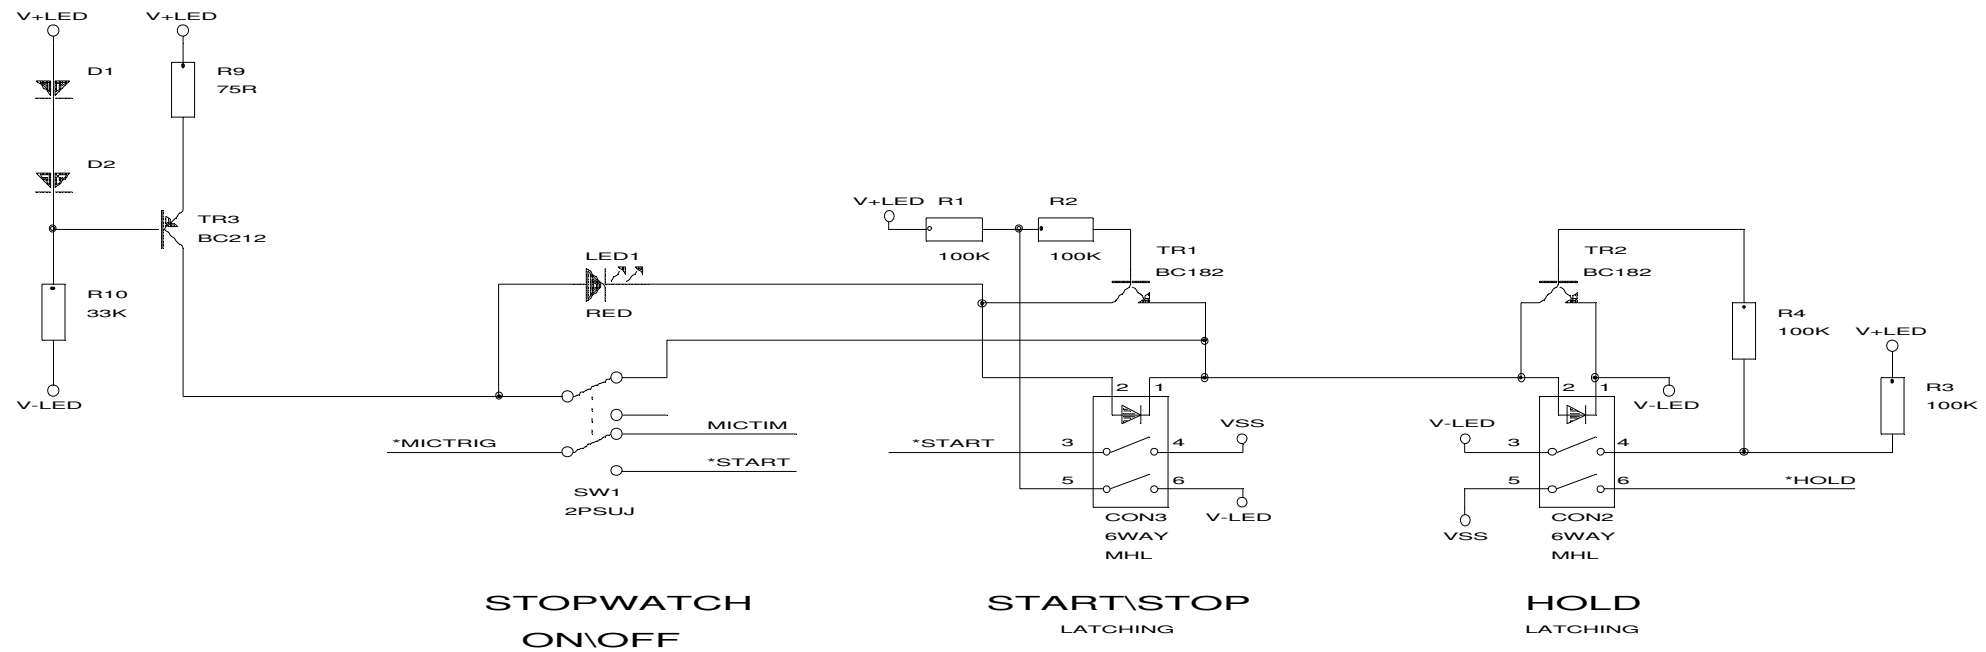 V+LED
V+LED
D1
R9
75R
D2
TR3
BC212
R10
33K
V-LED
LED1
RED
V+LED
R1
R2
100K
100K
TR1
BC182
TR2
BC182
R4
100K
V+LED
R3
100K
2
1
2
1
V-LED
*MICTRIG
MICTIM
*START
SW1
2PSUJ
*START
3
4
VSS
5
6
V-LED
CON3
6WAY
MHL
V-LED
3
4
5
6
*HOLD
VSS
CON2
6WAY
MHL
STOPWATCH
ON\OFF
START\STOP
LATCHING
HOLD
LATCHING